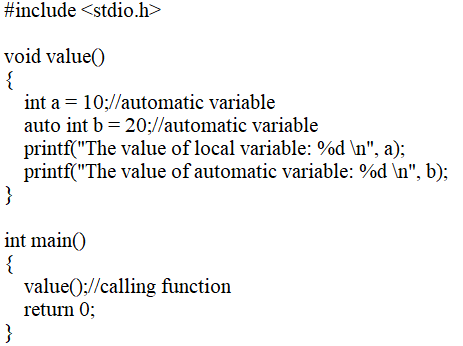 #include <stdio.h>

void value()
{
    int a = 10;//automatic variable
    auto int b = 20;//automatic variable
    printf("The value of local variable: %d \n", a);
    printf("The value of automatic variable: %d \n", b);
}

int main()
{
    value();//calling function
    return 0;
}